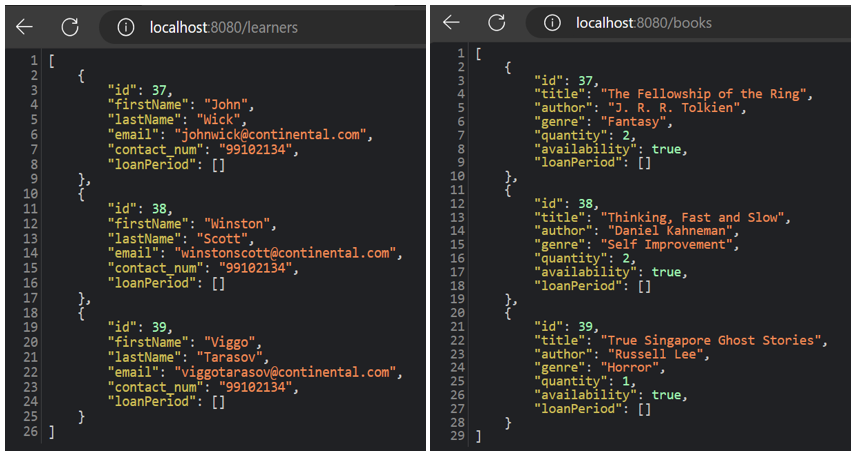 localhost:8080/learners
1 [
2 {
3 "id": 37,
4 "firstName": "John",
5 "lastName": "Wick",
6 "email": "johnwick@continental.com",
7 "contact_num": "99102134",
8 "loanPeriod": []
9 },
10 {
11 "id": 38,
12 "firstName": "Winston",
13 "lastName": "Scott",
14 "email": "winstonscott@continental.com",
15 "contact_num": "99102134",
16 "loanPeriod": []
17 },
18 {
19 "id": 39,
20 "firstName": "Viggo",
21 "lastName": "Tarasov",
22 "email": "viggotarasov@continental.com",
23 "contact_num": "99102134",
24 "loanPeriod": []
25 }
26 ]
localhost:8080/books
1 [
2 {
3 "id": 37,
4 "title": "The Fellowship of the Ring",
5 "author": "J. R. R. Tolkien",
6 "genre": "Fantasy",
7 "quantity": 2,
8 "availability": true,
9 "loanPeriod": []
10 },
11 {
12 "id": 38,
13 "title": "Thinking, Fast and Slow",
14 "author": "Daniel Kahneman",
15 "genre": "Self Improvement",
16 "quantity": 2,
17 "availability": true,
18 "loanPeriod": []
19 },
20 {
21 "id": 39,
22 "title": "True Singapore Ghost Stories",
23 "author": "Russell Lee",
24 "genre": "Horror",
25 "quantity": 1,
26 "availability": true,
27 "loanPeriod": []
28 }
29 ]